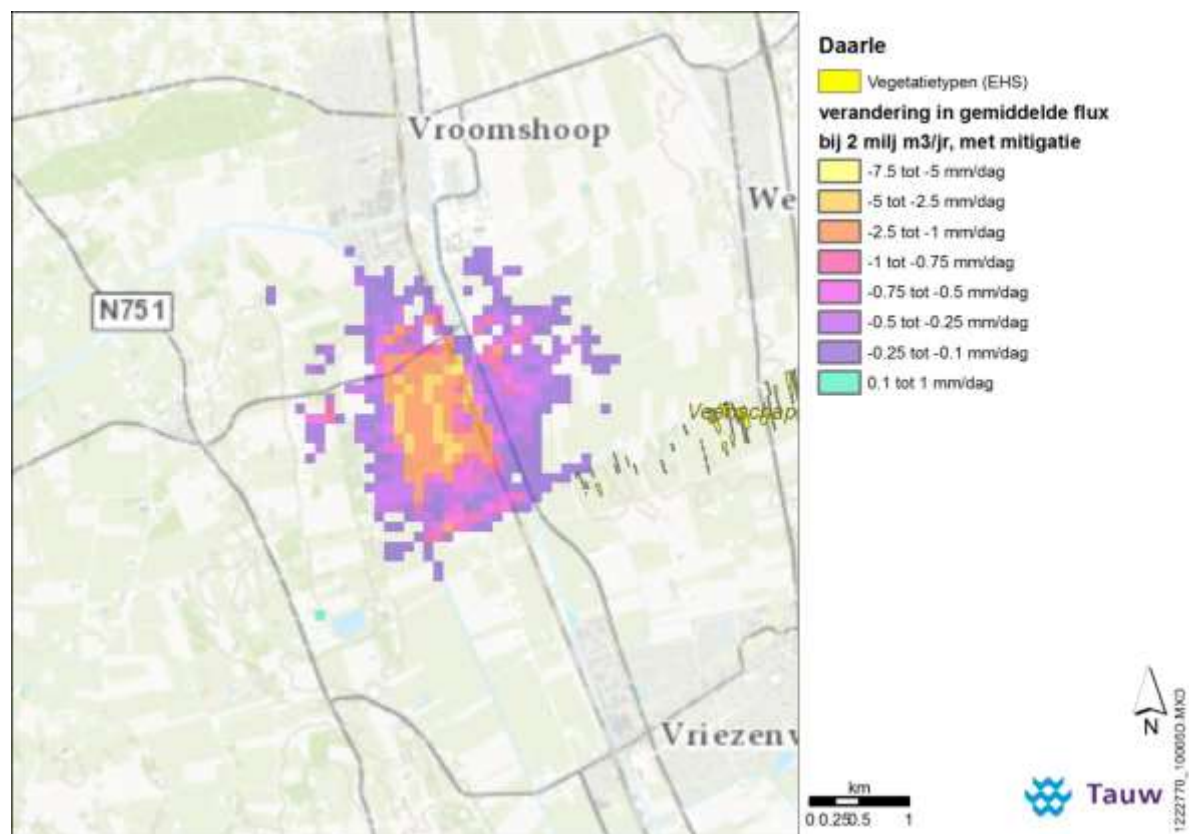 Vroomshoop
We
N751
Veenschap
Vriezenv
Daarle
Vegetatietypen (EHS)
verandering in gemiddelde flux
bij 2 milj m3/jr, met mitigatie
-7.5 tot -5 mm/dag
-5 tot -2.5 mm/dag
-2.5 tot -1 mm/dag
-1 tot -0.75 mm/dag
-0.75 tot -0.5 mm/dag
-0.5 tot -0.25 mm/dag
-0.25 tot -0.1 mm/dag
0.1 tot 1 mm/dag
N
km
0 0.250.5 1
Tauw